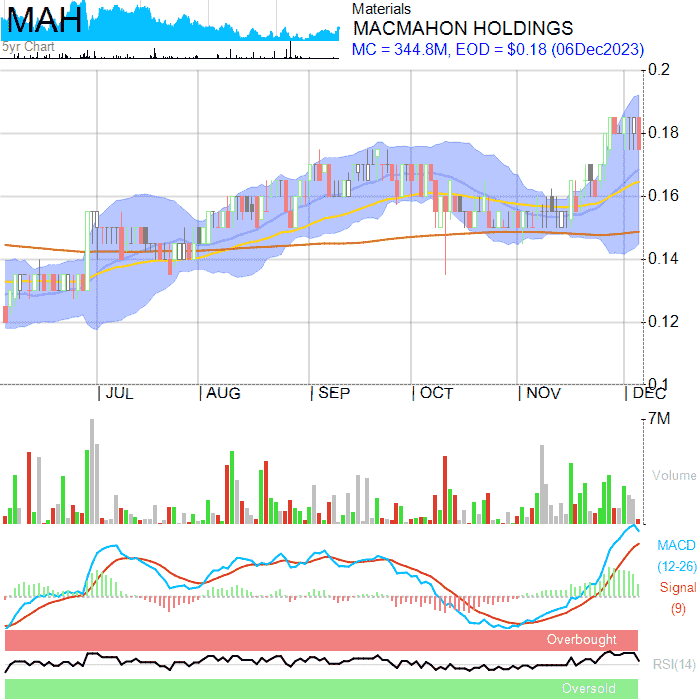 MAH
5yr Chart
Materials
MACMAHON HOLDINGS
MC = 344.8M, EOD = $0.18 (06Dec2023)
0.2
0.18
0.16
0.14
0.12
0.1
| JUL | AUG | SEP | OCT | NOV | DEC
7M
Volume
MACD
(12-26)
Signal
(9)
Overbought
RSI(14)
Oversold